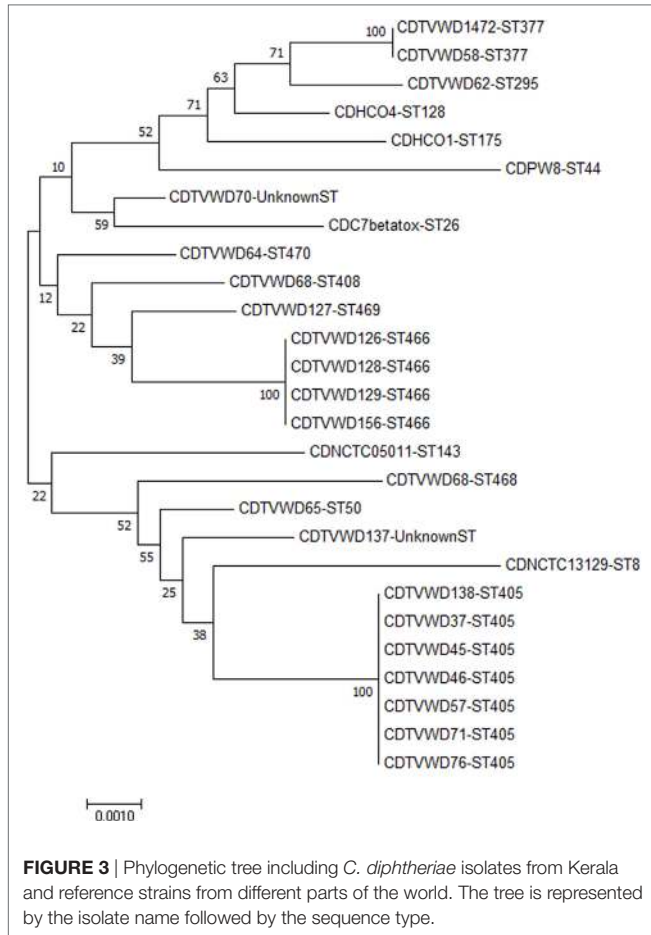 CDTVWD1472-ST377
100
CDTVWD58-ST377
71
CDTVWD62-ST295
63
CDHCO4-ST128
71
CDHCO1-ST175
52
CDPW8-ST44
10
CDTVWD70-UnknownST
59
CDC7betatox-ST26
CDTVWD64-ST470
12
CDTVWD68-ST408
22
CDTVWD127-ST469
39
CDTVWD126-ST466
CDTVWD128-ST466
100
CDTVWD129-ST466
CDTVWD156-ST466
CDNCTC05011-ST143
22
CDTVWD68-ST468
52
CDTVWD65-ST50
55
CDTVWD137-UnknownST
25
CDNCTC13129-ST8
38
CDTVWD138-ST405
CDTVWD37-ST405
CDTVWD45-ST405
CDTVWD46-ST405
100
CDTVWD57-ST405
CDTVWD71-ST405
CDTVWD76-ST405
0.0010
FIGURE 3 | Phylogenetic tree including C. diphtheriae isolates from Kerala
and reference strains from different parts of the world. The tree is represented
by the isolate name followed by the sequence type.